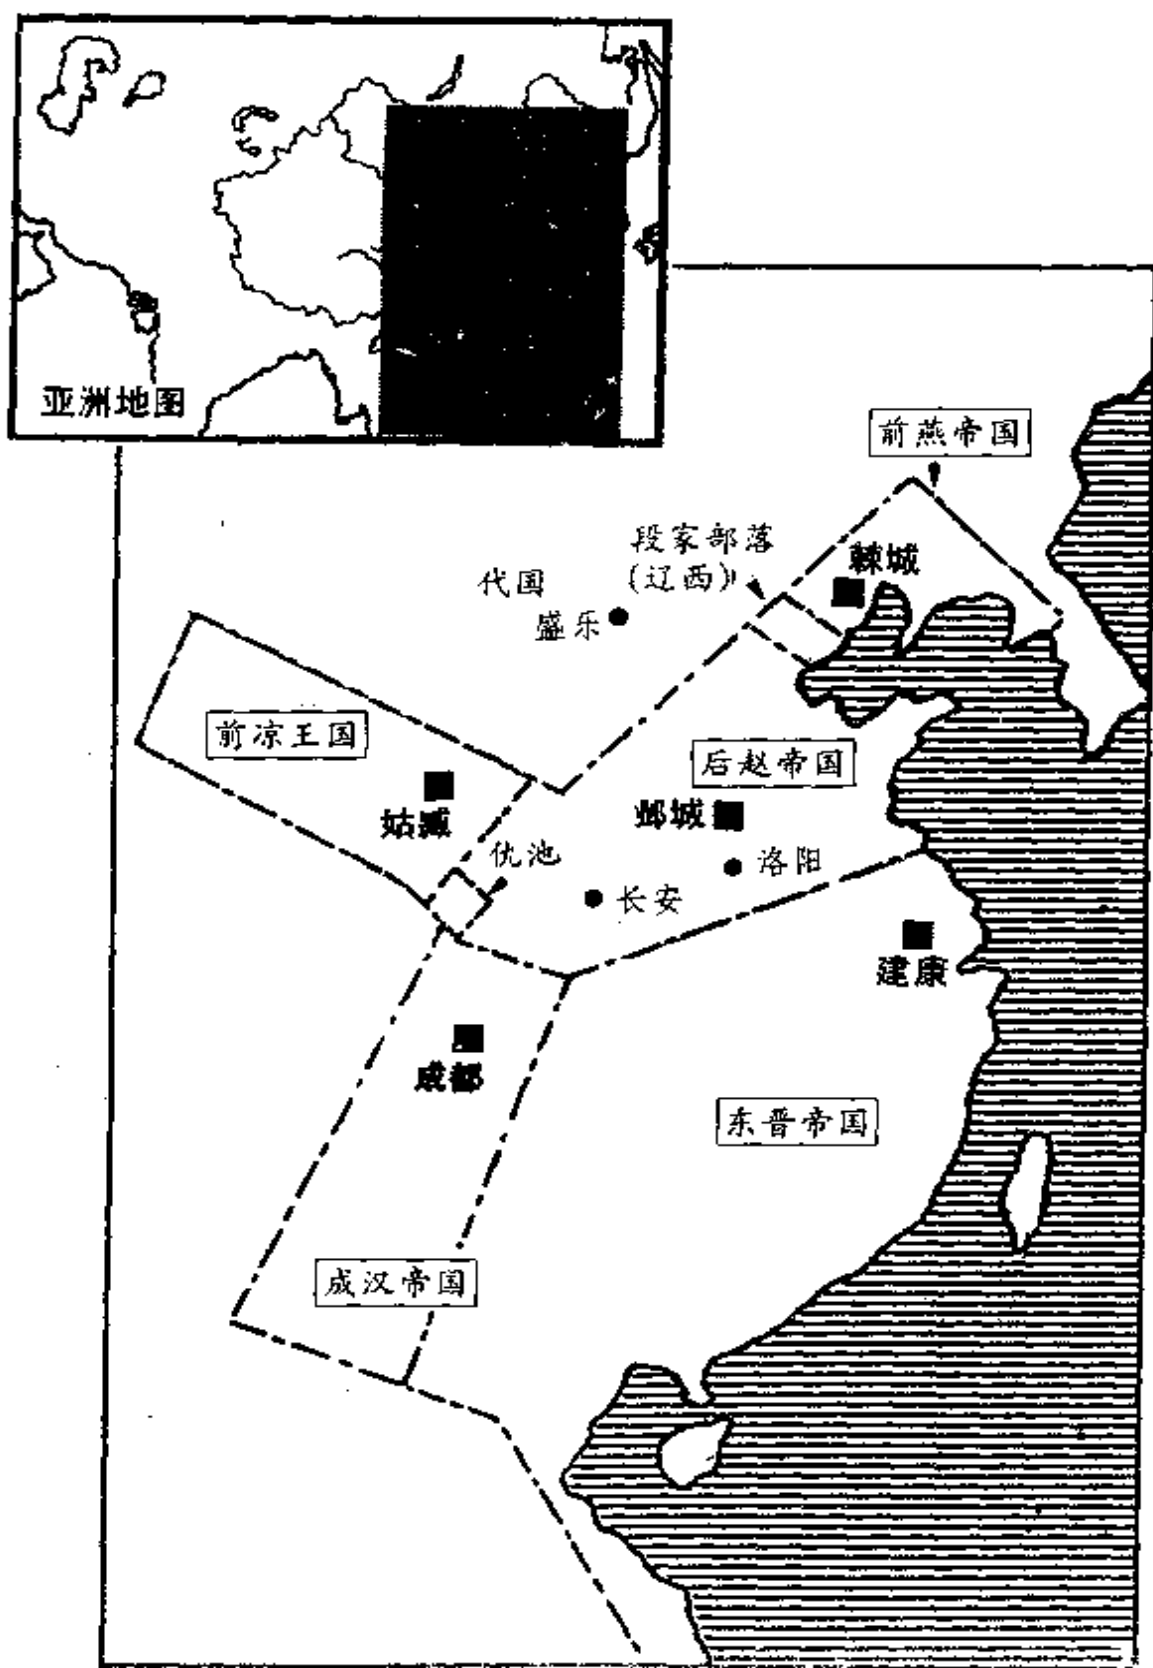 亚洲地图
前燕帝国
段家部落
(辽西)
棘城
代国
盛乐
前凉王国
后赵帝国
姑臧
邺城
仇池
洛阳
长安
建康
成都
东晋帝国
成汉帝国